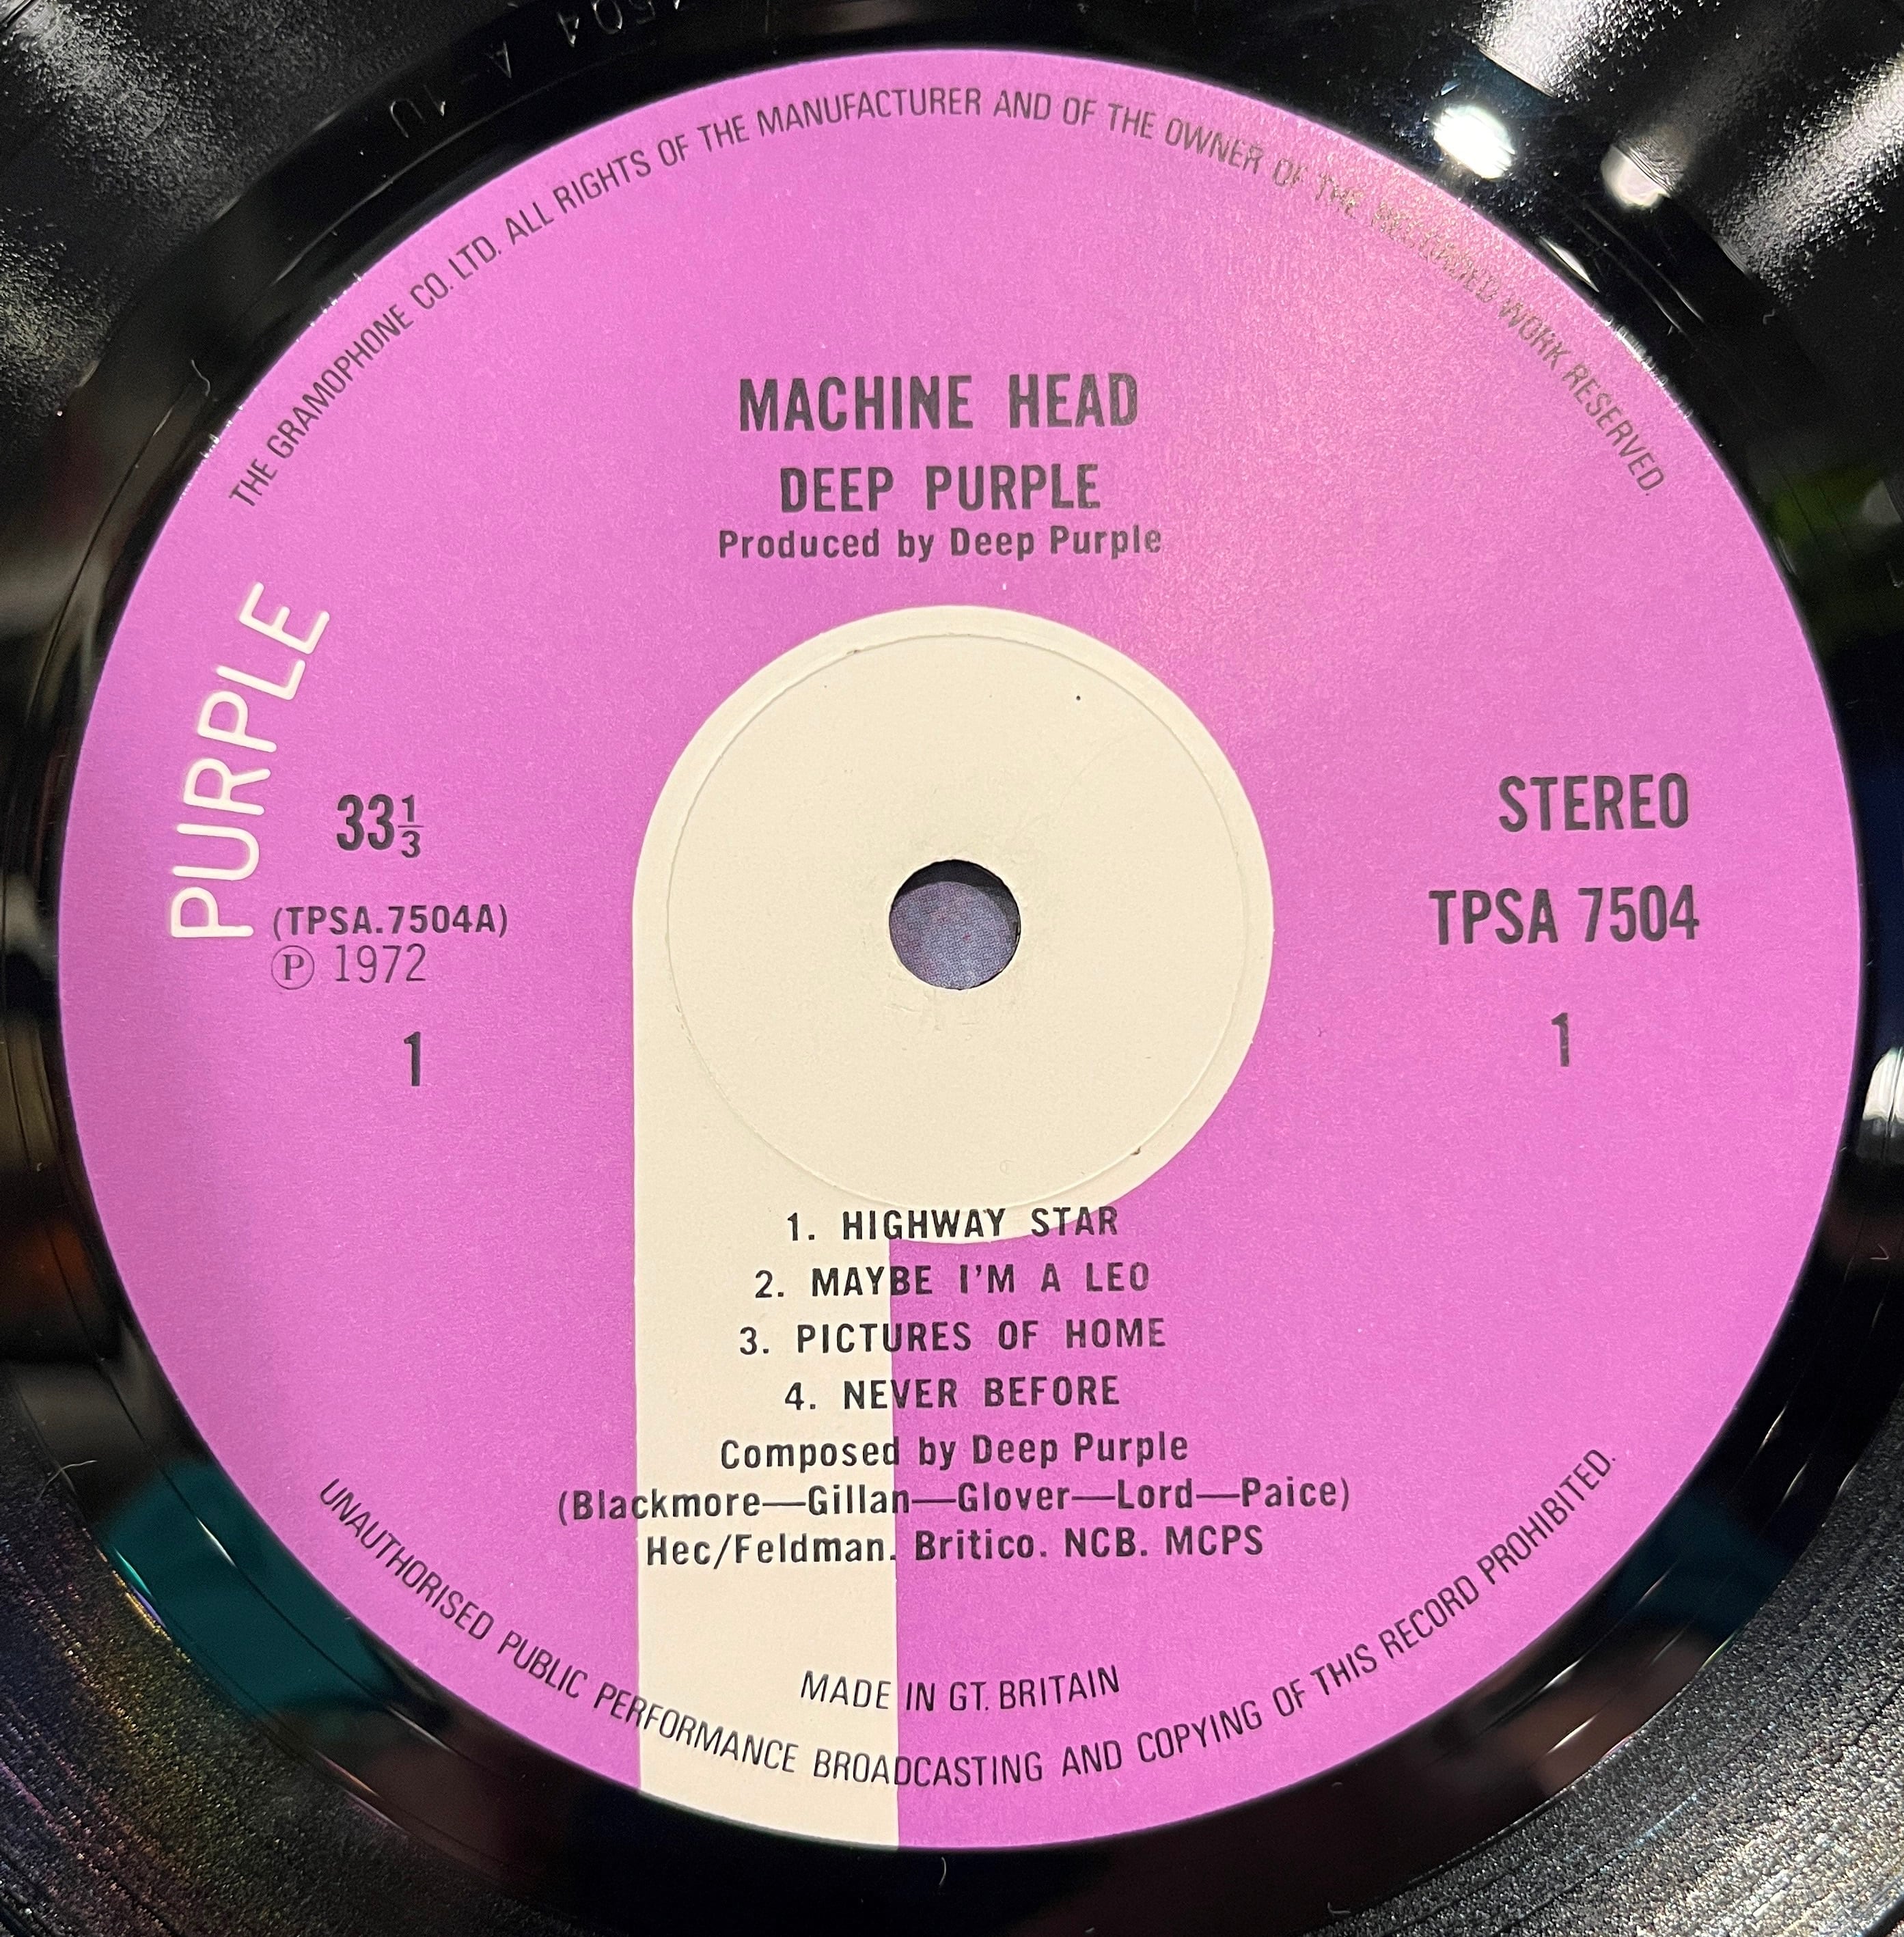 7504 A
1U
THE GRAMOPHONE CO. LTD. ALL RIGHTS OF THE MANUFACTURER AND OF THE OWNER OF THE RECORDED WORK RESERVED.
MACHINE HEAD
DEEP PURPLE
Produced by Deep Purple
PURPLE
33⅓
(TPSA.7504A)
Ⓟ 1972
1
STEREO
TPSA 7504
1
1. HIGHWAY STAR
2. MAYBE I'M A LEO
3. PICTURES OF HOME
4. NEVER BEFORE
Composed by Deep Purple
(Blackmore—Gillan—Glover—Lord—Paice)
Hec/Feldman. Britico. NCB. MCPS
MADE IN GT. BRITAIN
UNAUTHORISED PUBLIC PERFORMANCE BROADCASTING AND COPYING OF THIS RECORD PROHIBITED.